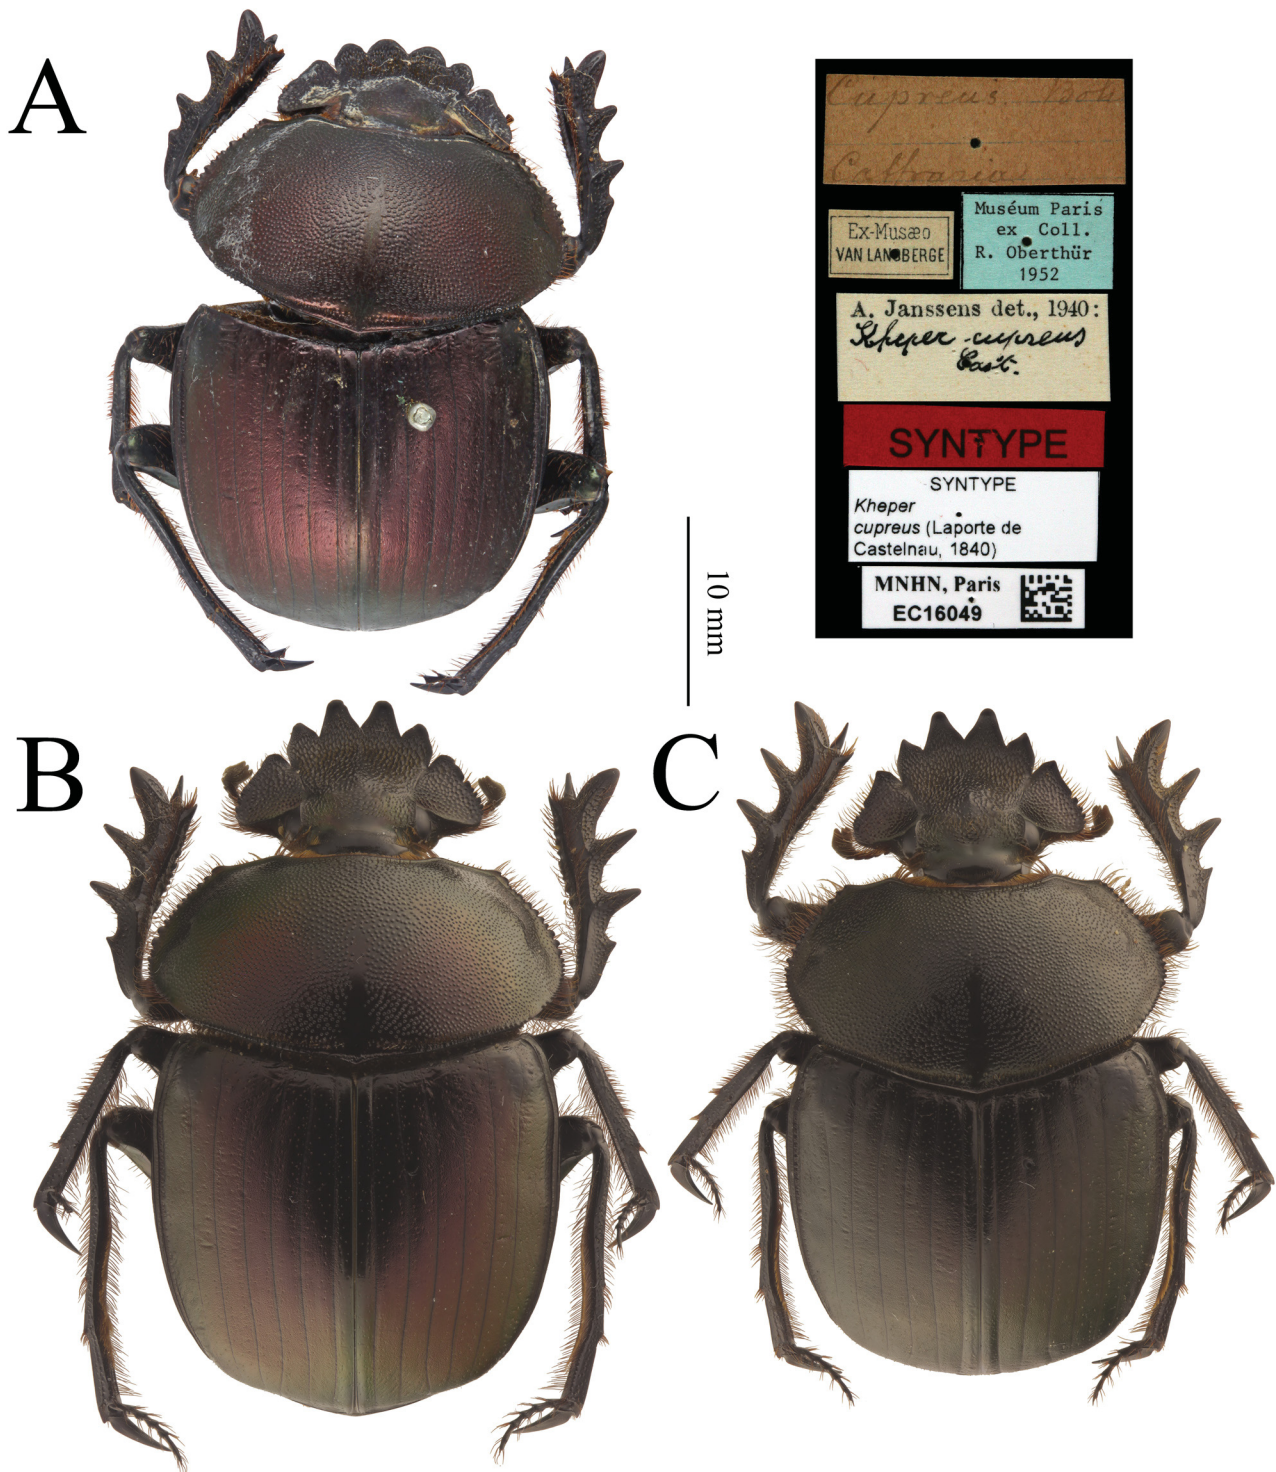 A
Cupreus Boh
Caffraria
Ex-Musæo
VAN LANSBERGE
Muséum Paris
ex Coll.
R. Oberthür
1952
A. Janssens det., 1940:
Kheper cupreus
Cast.
SYNTYPE
SYNTYPE
Kheper
cupreus (Laporte de
Castelnau, 1840)
MNHN, Paris
EC16049
10 mm
B
C